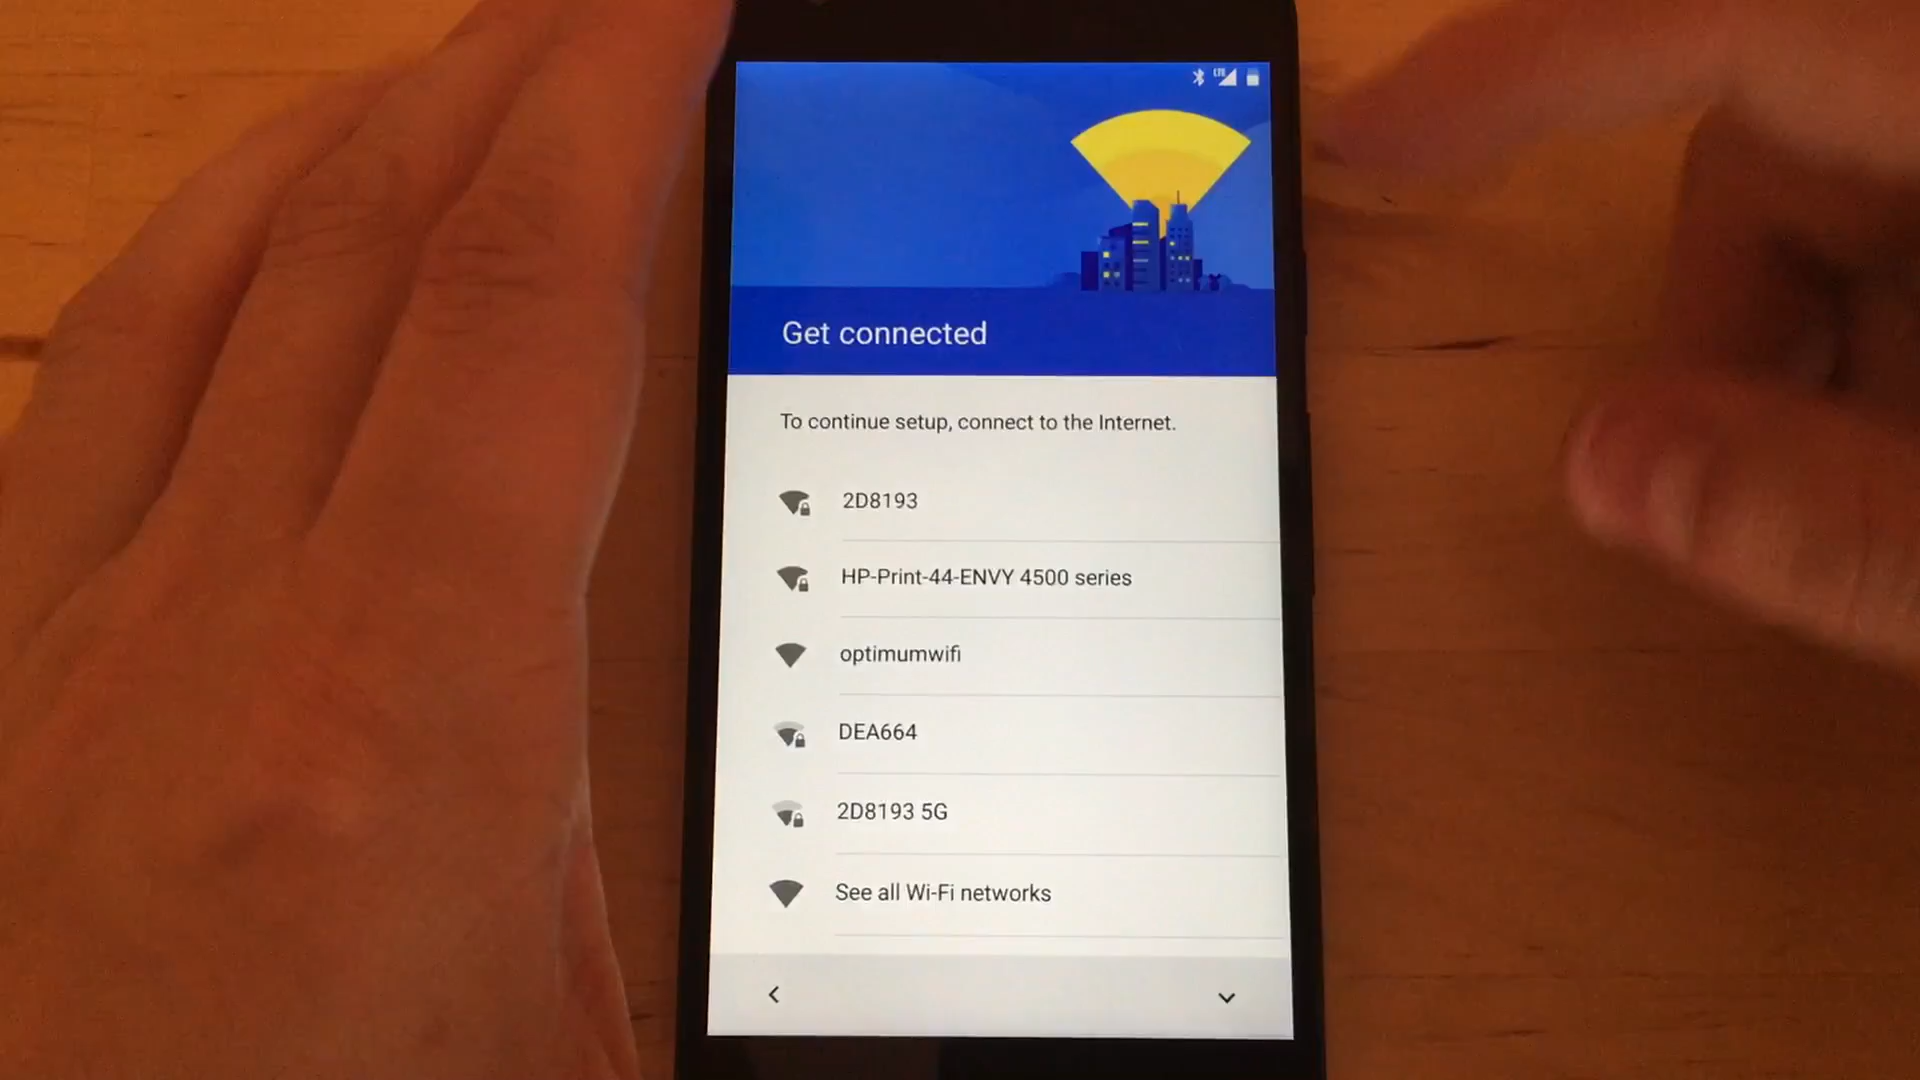 LTE
Get connected
To continue setup, connect to the Internet.
2D8193
HP-Print-44-ENVY 4500 series
optimumwifi
DEA664
2D8193 5G
See all Wi-Fi networks